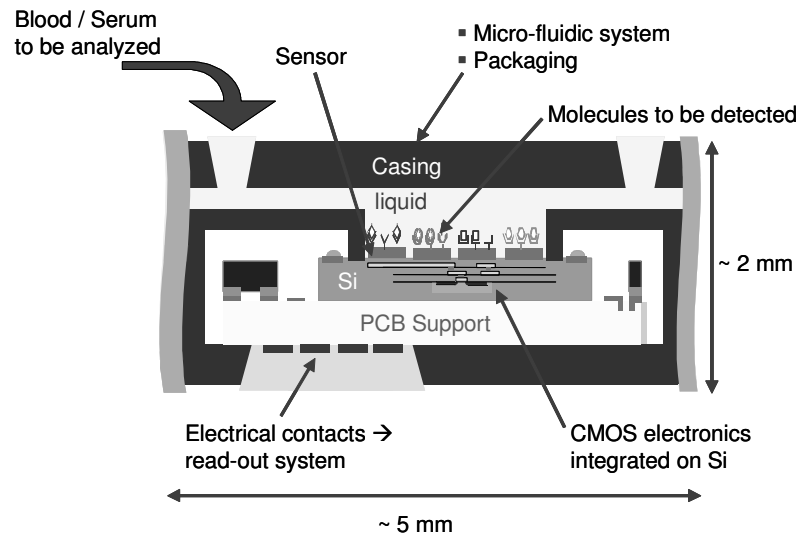 Blood / Serum
to be analyzed
Sensor
▪ Micro-fluidic system
▪ Packaging
Molecules to be detected
Casing
liquid
Si
~ 2 mm
PCB Support
Electrical contacts →
read-out system
CMOS electronics
integrated on Si
~ 5 mm